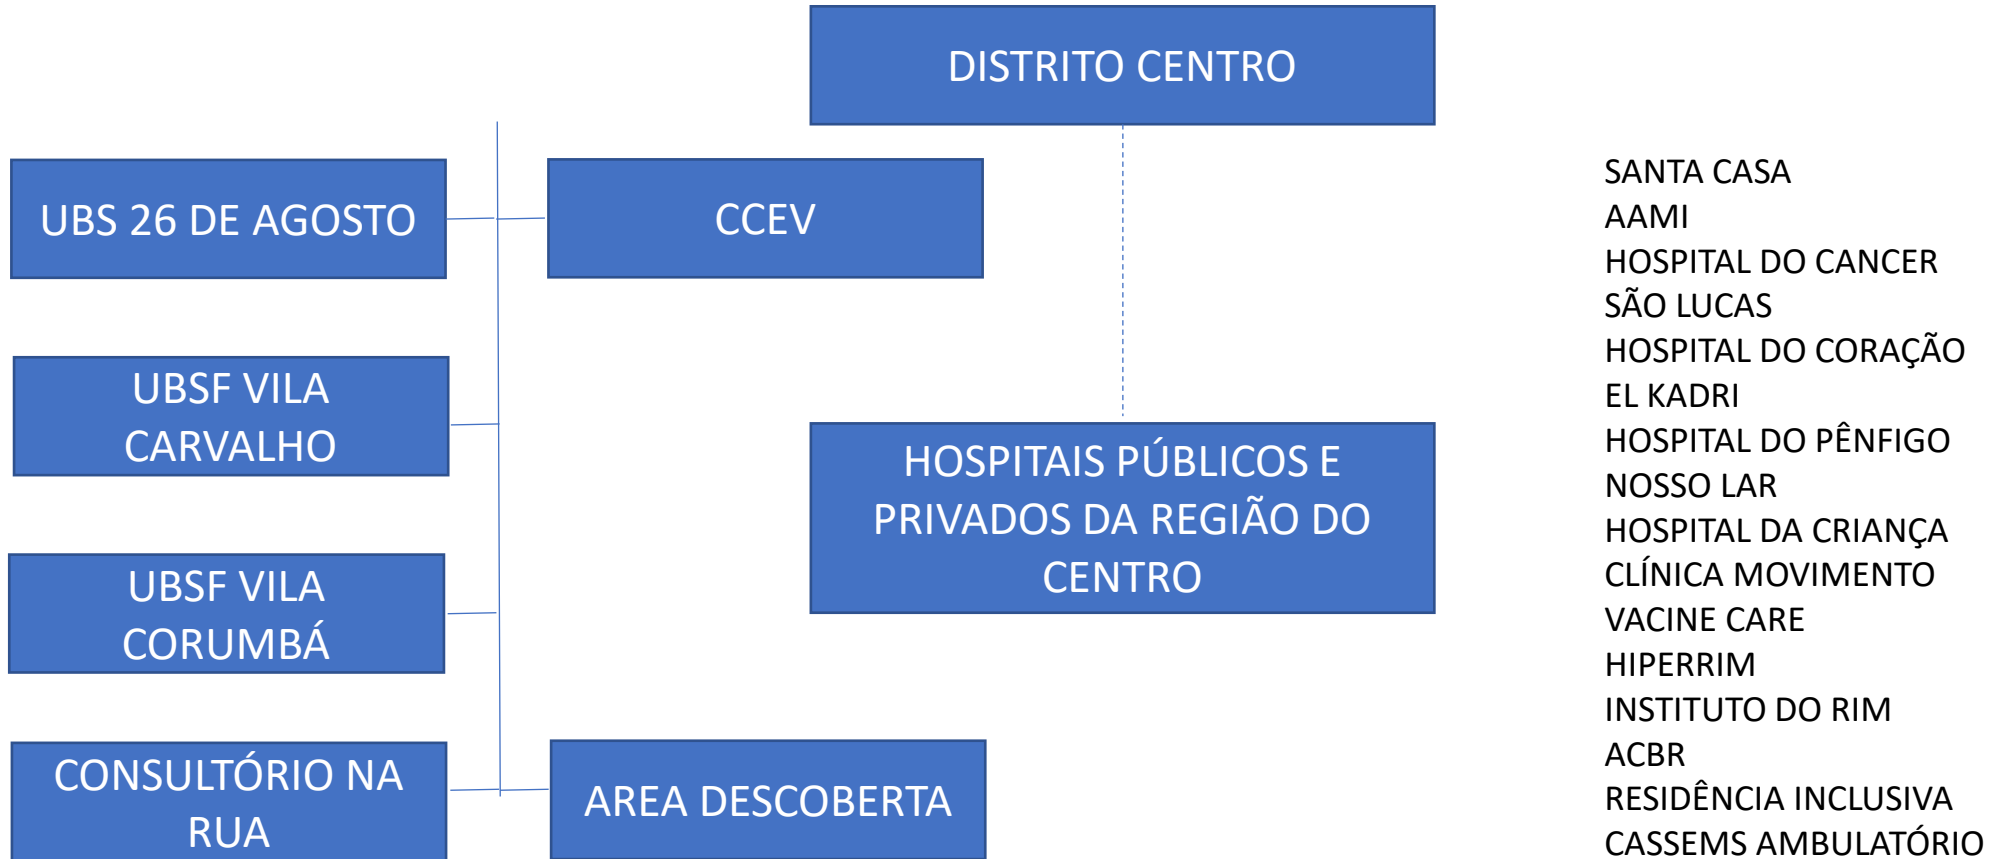 DISTRITO CENTRO
UBS 26 DE AGOSTO
CCEV
UBSF VILA
CARVALHO
UBSF VILA
CORUMBÁ
CONSULTÓRIO NA
RUA
AREA DESCOBERTA
HOSPITAIS PÚBLICOS E
PRIVADOS DA REGIÃO DO
CENTRO
SANTA CASA
AAMI
HOSPITAL DO CANCER
SÃO LUCAS
HOSPITAL DO CORAÇÃO
EL KADRI
HOSPITAL DO PÊNFIGO
NOSSO LAR
HOSPITAL DA CRIANÇA
CLÍNICA MOVIMENTO
VACINE CARE
HIPERRIM
INSTITUTO DO RIM
ACBR
RESIDÊNCIA INCLUSIVA
CASSEMS AMBULATÓRIO